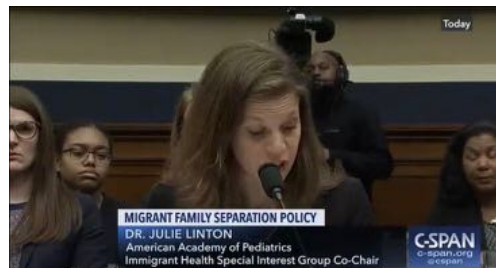 Today
MIGRANT FAMILY SEPARATION POLICY
DR. JULIE LINTON
American Academy of Pediatrics
Immigrant Health Special Interest Group Co-Chair
C-SPAN
c-span.org
@cspan